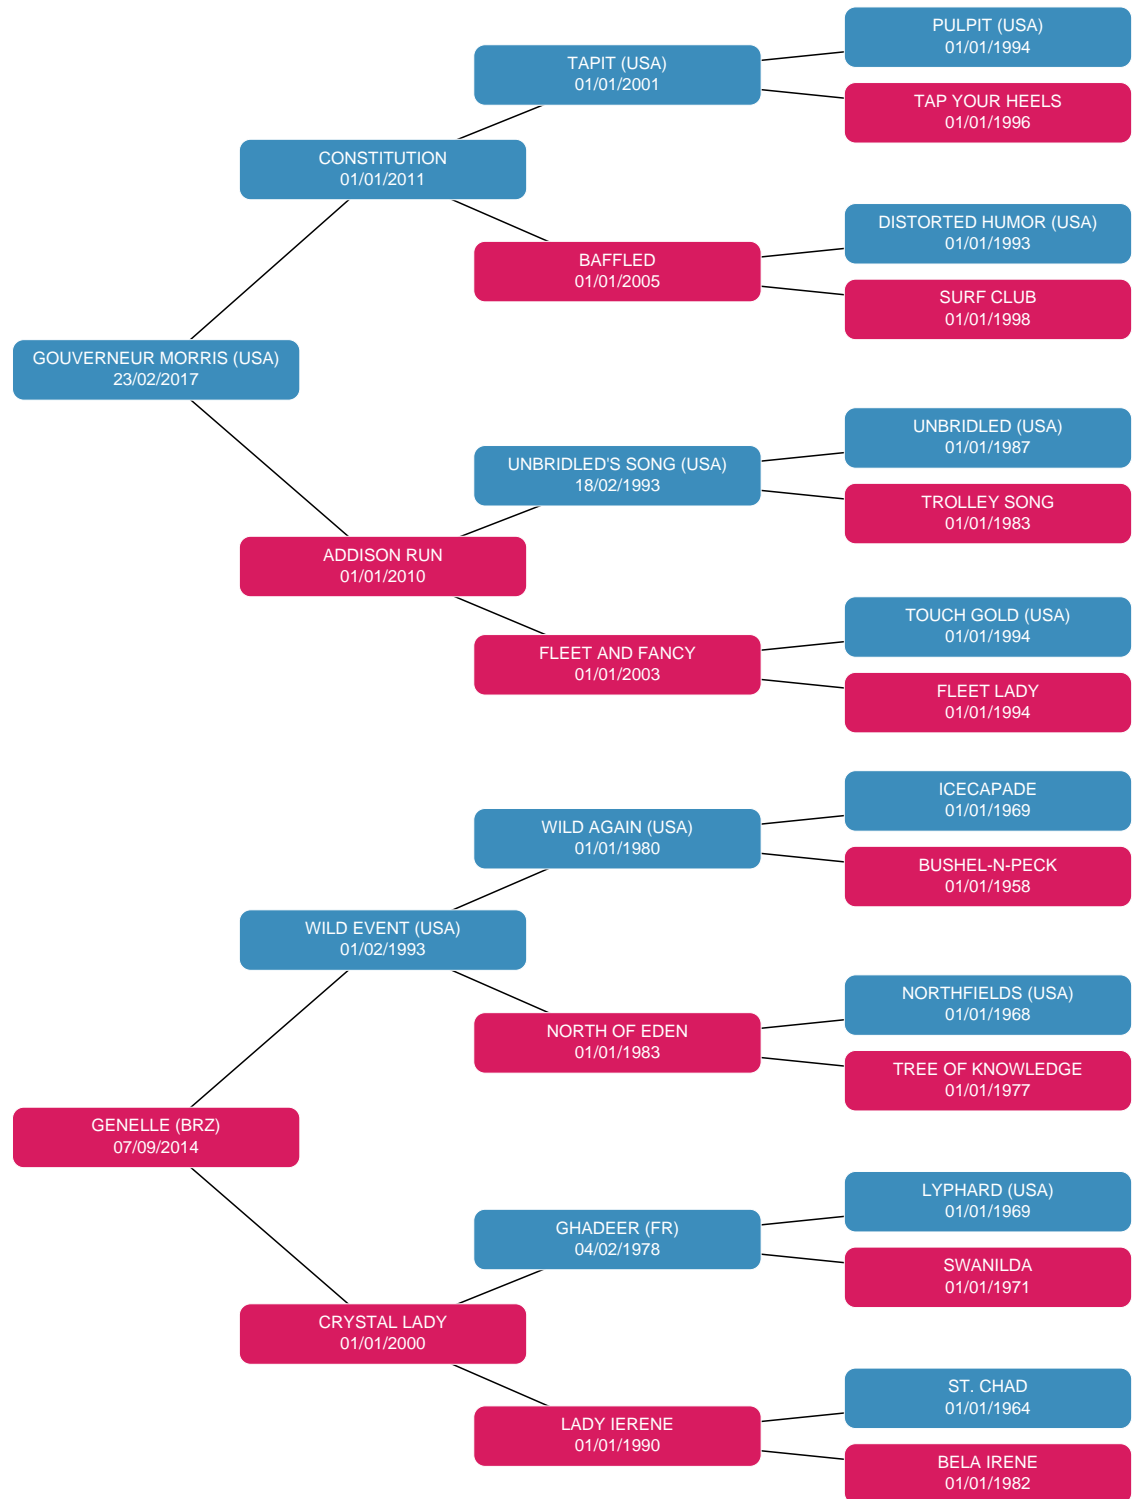 PULPIT (USA)
01/01/1994
TAPIT (USA)
01/01/2001
TAP YOUR HEELS
01/01/1996
CONSTITUTION
01/01/2011
DISTORTED HUMOR (USA)
01/01/1993
BAFFLED
01/01/2005
SURF CLUB
01/01/1998
GOUVERNEUR MORRIS (USA)
23/02/2017
UNBRIDLED (USA)
01/01/1987
UNBRIDLED'S SONG (USA)
18/02/1993
TROLLEY SONG
01/01/1983
ADDISON RUN
01/01/2010
TOUCH GOLD (USA)
01/01/1994
FLEET AND FANCY
01/01/2003
FLEET LADY
01/01/1994
ICECAPADE
01/01/1969
WILD AGAIN (USA)
01/01/1980
BUSHEL-N-PECK
01/01/1958
WILD EVENT (USA)
01/02/1993
NORTHFIELDS (USA)
01/01/1968
NORTH OF EDEN
01/01/1983
TREE OF KNOWLEDGE
01/01/1977
GENELLE (BRZ)
07/09/2014
LYPHARD (USA)
01/01/1969
GHADEER (FR)
04/02/1978
SWANILDA
01/01/1971
CRYSTAL LADY
01/01/2000
ST. CHAD
01/01/1964
LADY IERENE
01/01/1990
BELA IRENE
01/01/1982